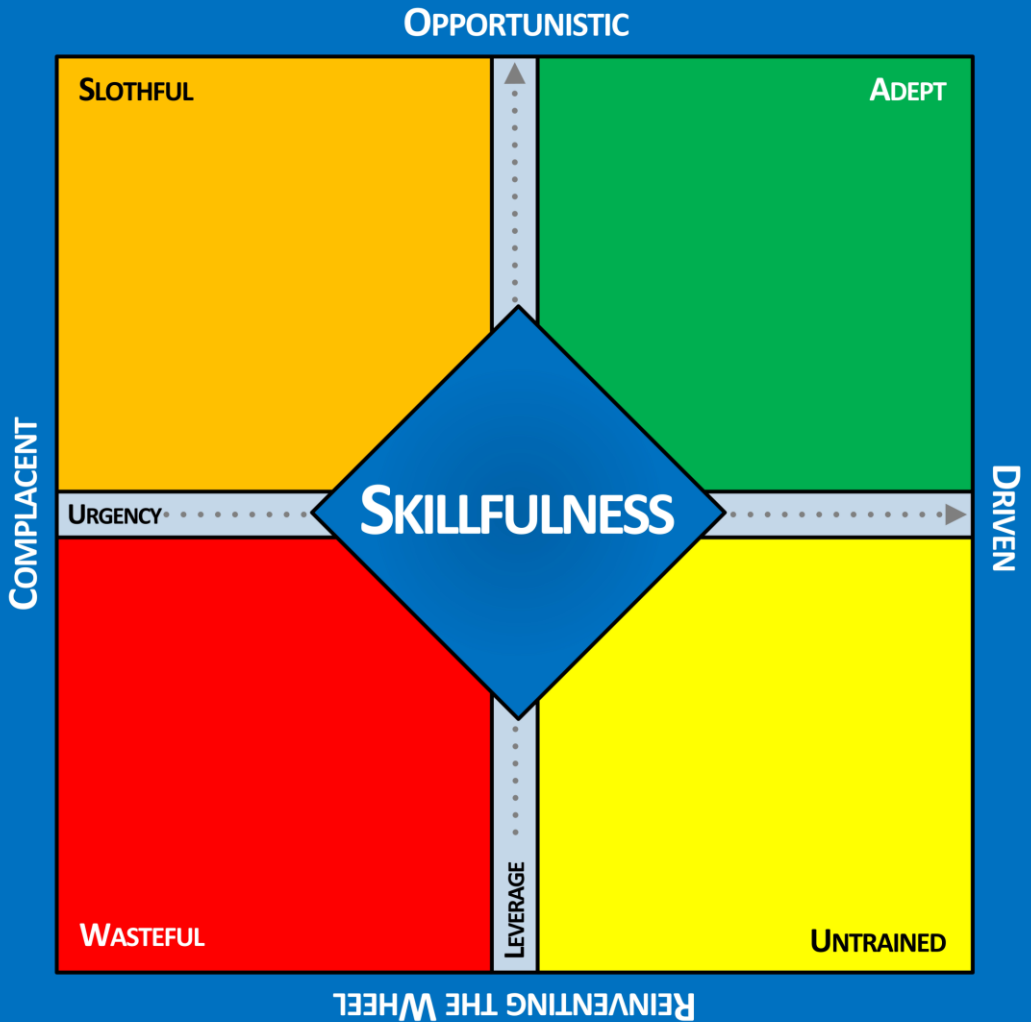 OPPORTUNISTIC
SLOTHFUL
ADEPT
COMPLACENT
URGENCY
SKILLFULNESS
DRIVEN
LEVERAGE
WASTEFUL
UNTRAINED
REINVENTING THE WHEEL